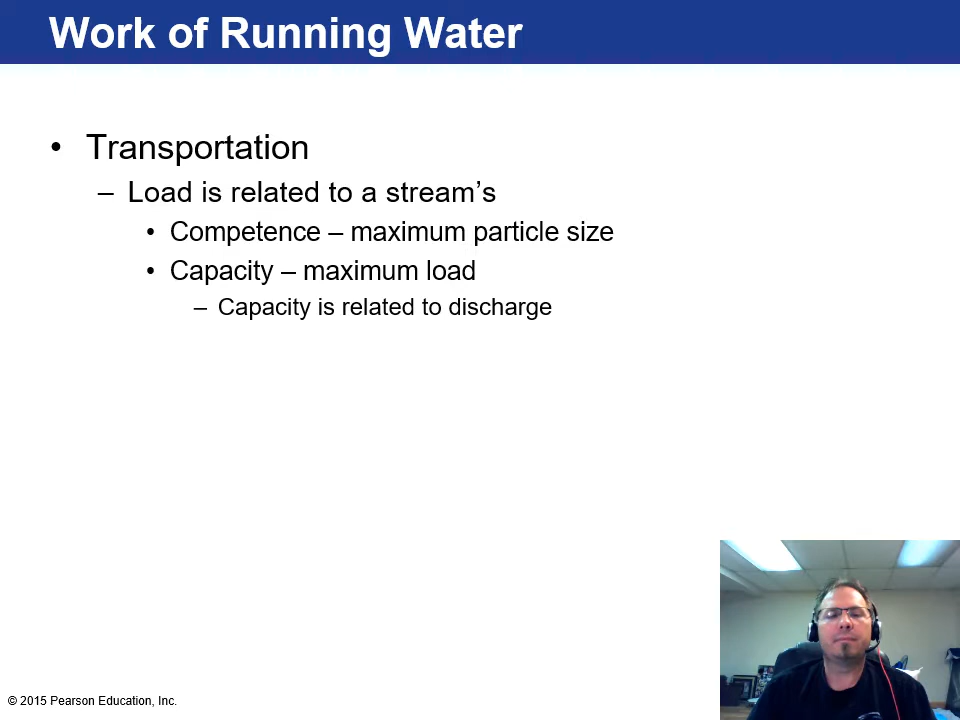 Work of Running Water
• Transportation
– Load is related to a stream’s
• Competence – maximum particle size
• Capacity – maximum load
– Capacity is related to discharge
© 2015 Pearson Education, Inc.